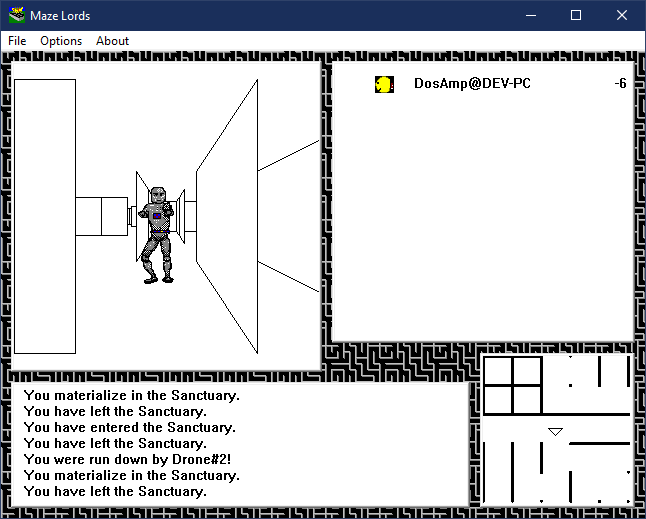 Maze Lords
File Options About
DosAmp@DEV-PC -6
You materialize in the Sanctuary.
You have left the Sanctuary.
You have entered the Sanctuary.
You have left the Sanctuary.
You were run down by Drone#2!
You materialize in the Sanctuary.
You have left the Sanctuary.